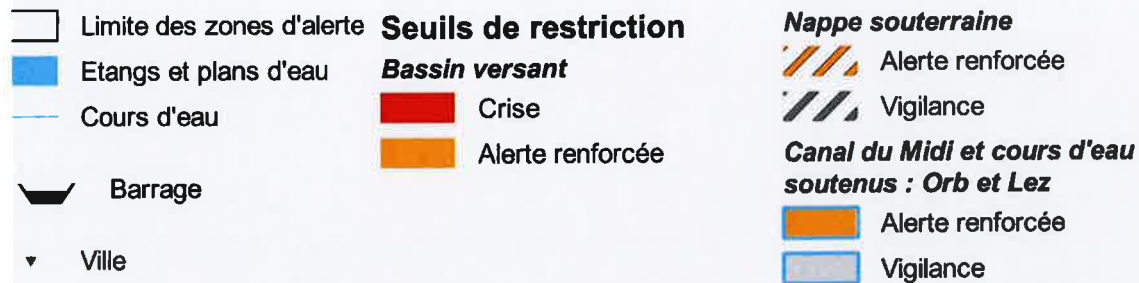 Limite des zones d'alerte
Etangs et plans d'eau
Cours d'eau
Barrage
Ville
Seuils de restriction
Bassin versant
Crise
Alerte renforcée
Nappe souterraine
Alerte renforcée
Vigilance
Canal du Midi et cours d'eau
soutenus : Orb et Lez
Alerte renforcée
Vigilance